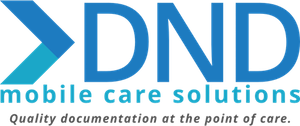 DND
mobile care solutions
Quality documentation at the point of care.